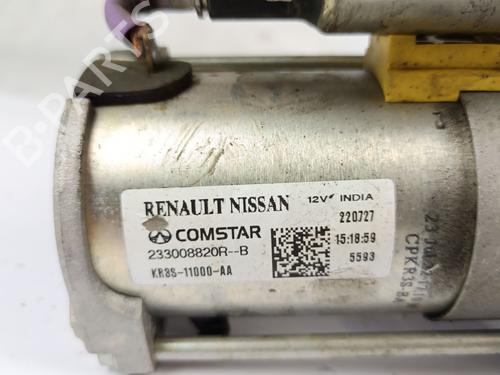 RENAULT NISSAN 12V INDIA
220727
COMSTAR 15:18:59
233008820R--B
5593
KR3S-11000-AA
B-PARTS